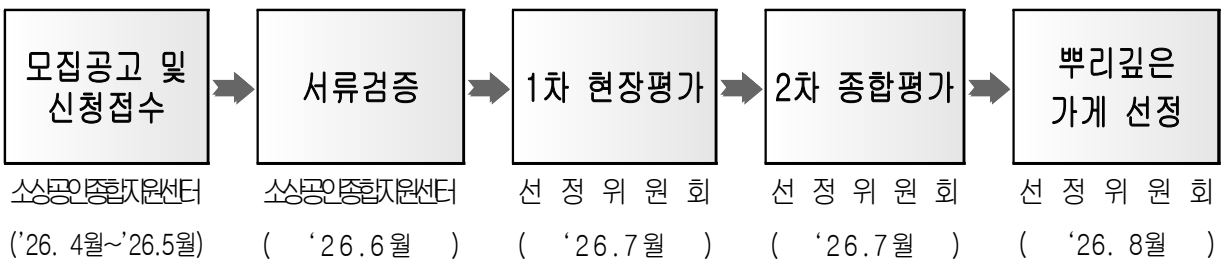 모집공고 및
신청접수
서류검증
1차 현장평가
2차 종합평가
뿌리깊은
가게 선정
소상공인종합지원센터
소상공인종합지원센터
선 정 위 원 회
선 정 위 원 회
선 정 위 원 회
('26. 4월~'26.5월)
( ‘26.6월 )
( ‘26.7월 )
( ‘26.7월 )
( ‘26. 8월 )